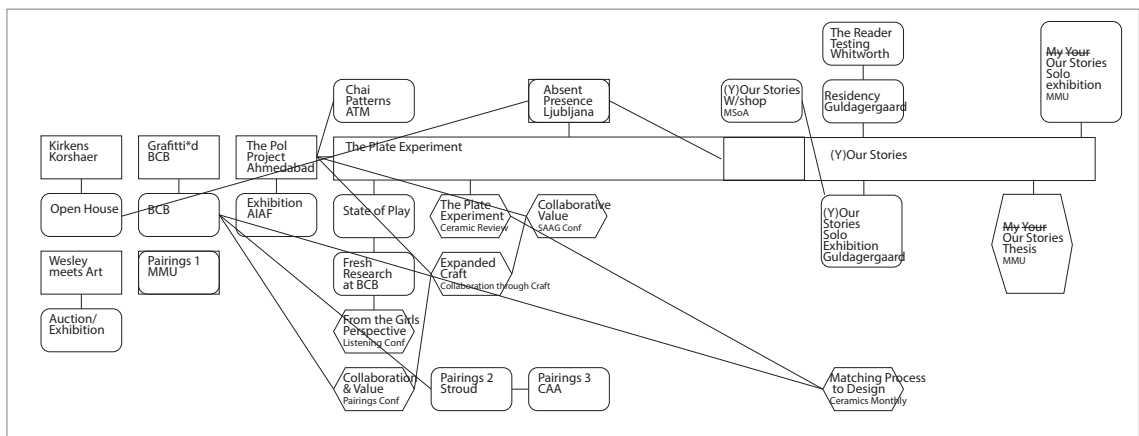 The Reader
Testing
Whitworth
My Your
Our Stories
Solo
exhibition
MMU
Chai
Patterns
ATM
Absent
Presence
Ljubljana
(Y)Our Stories
W/shop
MSoA
Residency
Guldagergaard
Kirkens
Korshaer
Grafitti*d
BCB
The Pol
Project
Ahmedabad
The Plate Experiment
(Y)Our Stories
Open House
BCB
Exhibition
AIAF
State of Play
The Plate
Experiment
Ceramic Review
Collaborative
Value
SAAG Conf
(Y)Our
Stories
Solo
Exhibition
Guldagergaard
My Your
Our Stories
Thesis
MMU
Wesley
meets Art
Pairings 1
MMU
Fresh
Research
at BCB
Expanded
Craft
Collaboration through Craft
Auction/
Exhibition
From the Girls
Perspective
Listening Conf
Collaboration
& Value
Pairings Conf
Pairings 2
Stroud
Pairings 3
CAA
Matching Process
to Design
Ceramics Monthly